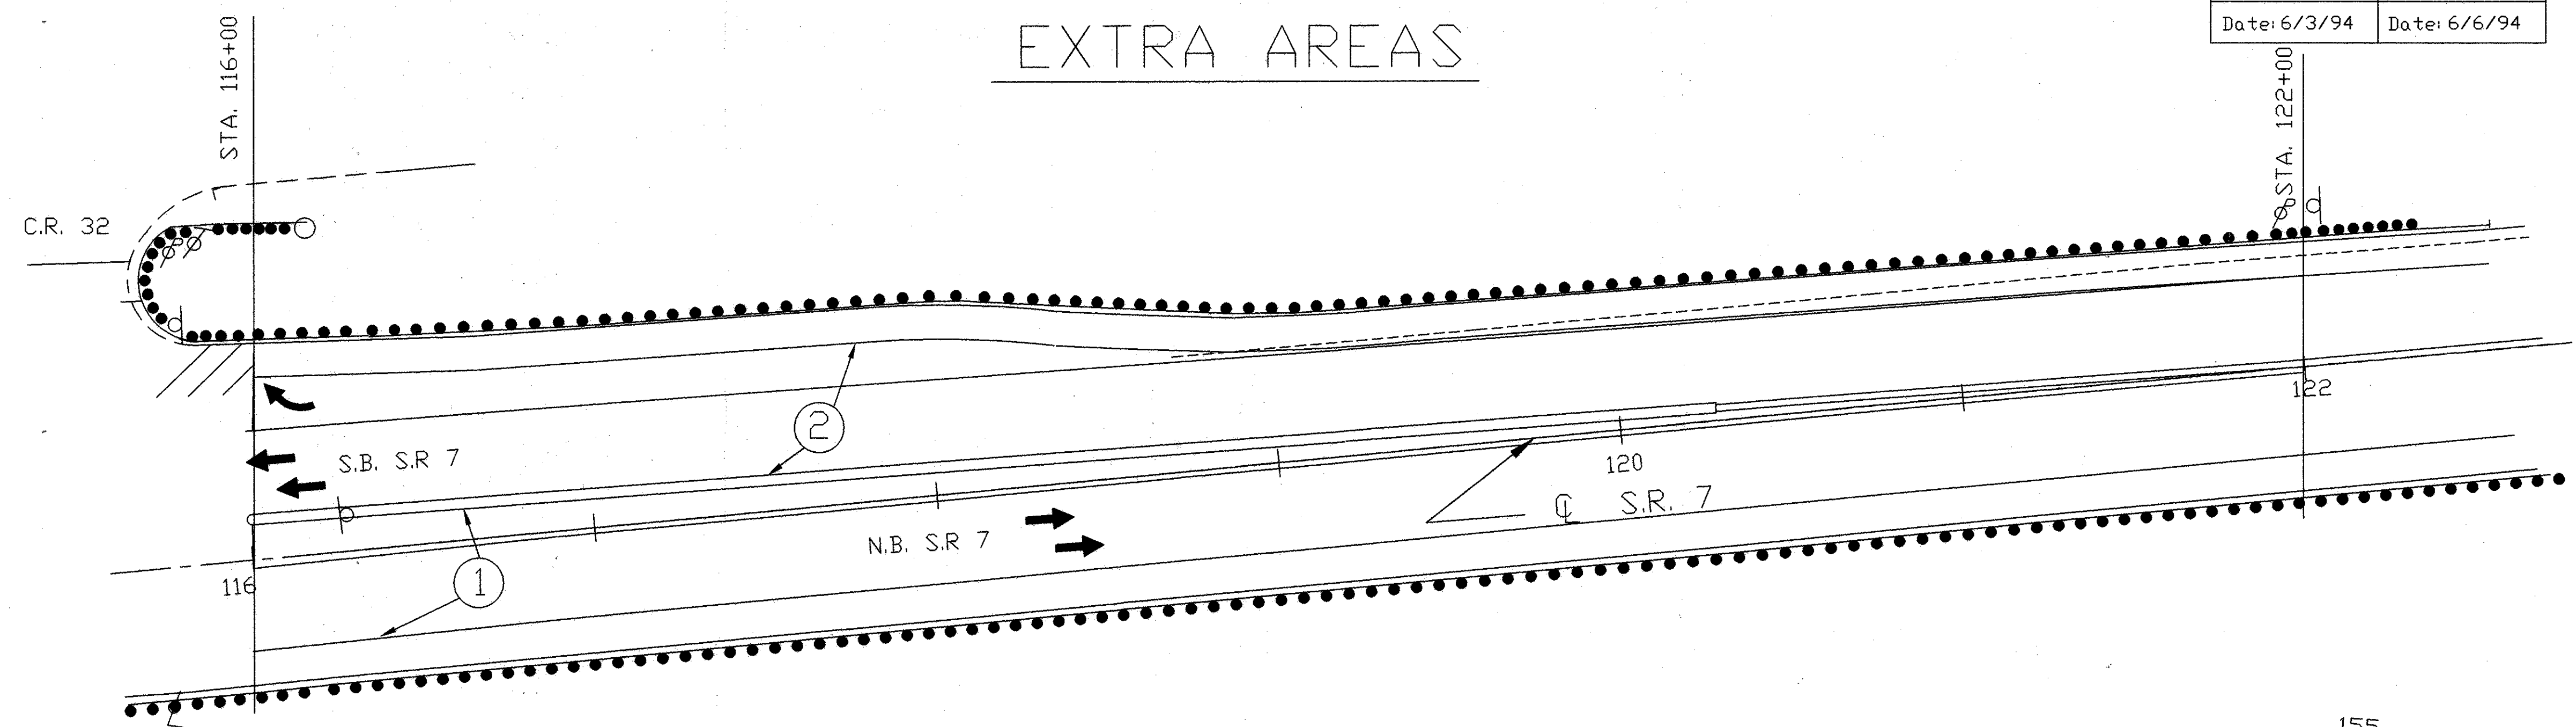 EXTRA AREAS
Date: 6/3/94 Date: 6/6/94
STA. 116+00
STA. 122+00
C.R. 32
2
122
S.B. S.R 7
120
℄ S.R. 7
N.B. S.R 7
116
1
155